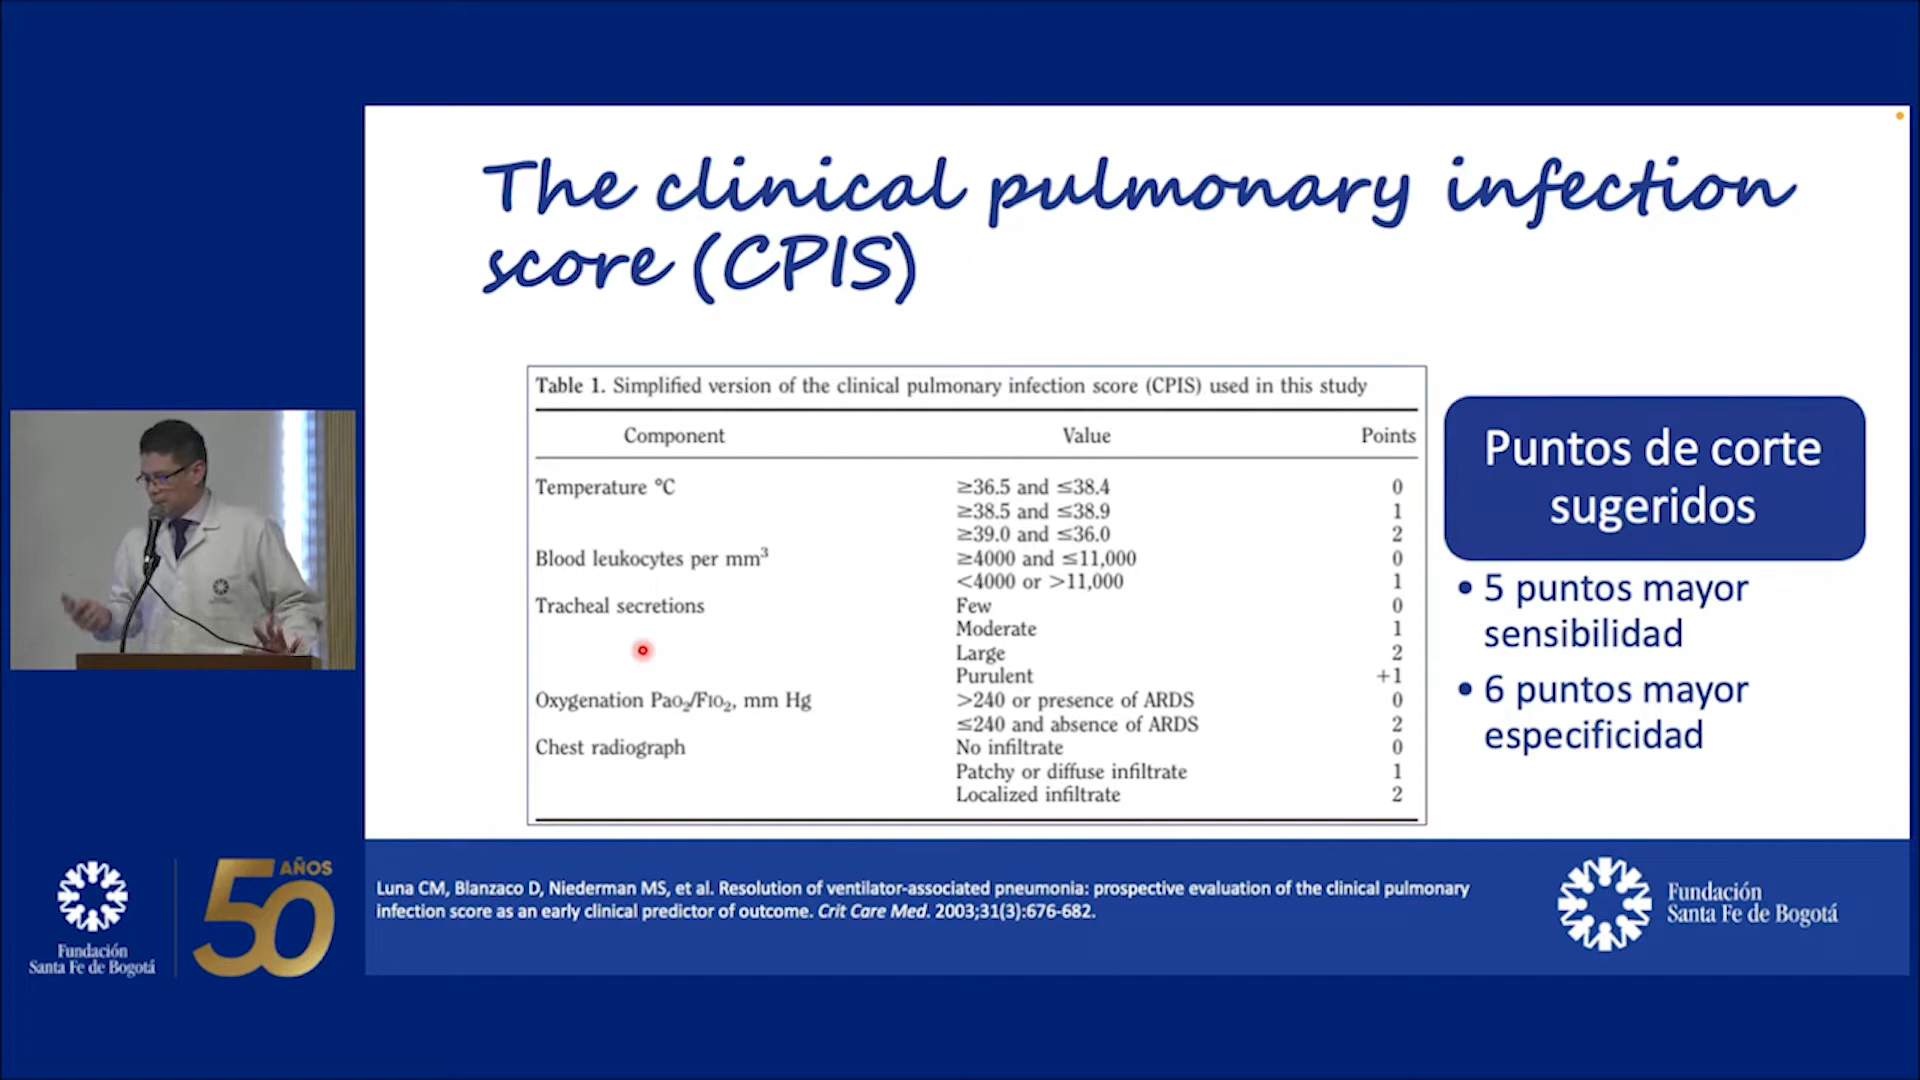 The clinical pulmonary infection
score (CPIS)
Table 1. Simplified version of the clinical pulmonary infection score (CPIS) used in this study
Component Value Points
Temperature °C ≥36.5 and ≤38.4 0
≥38.5 and ≤38.9 1
≥39.0 and ≤36.0 2
Blood leukocytes per mm³ ≥4000 and ≤11,000 0
<4000 or >11,000 1
Tracheal secretions Few 0
Moderate 1
Large 2
Purulent +1
Oxygenation PaO₂/FIO₂, mm Hg >240 or presence of ARDS 0
≤240 and absence of ARDS 2
Chest radiograph No infiltrate 0
Patchy or diffuse infiltrate 1
Localized infiltrate 2
Puntos de corte
sugeridos
• 5 puntos mayor
sensibilidad
• 6 puntos mayor
especificidad
Luna CM, Blanzaco D, Niederman MS, et al. Resolution of ventilator-associated pneumonia: prospective evaluation of the clinical pulmonary
infection score as an early clinical predictor of outcome. Crit Care Med. 2003;31(3):676-682.
Fundación
Santa Fe de Bogotá
50 AÑOS
Fundación
Santa Fe de Bogotá